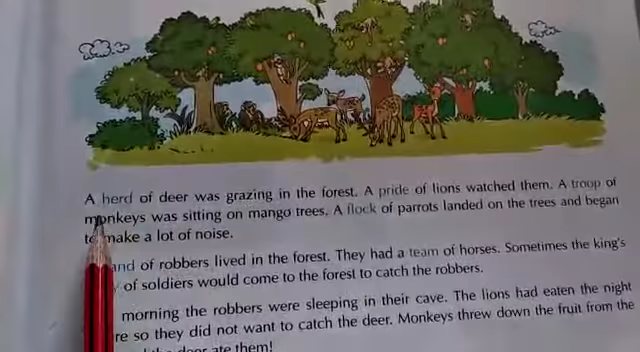 A herd of deer was grazing in the forest. A pride of lions watched them. A troop of
monkeys was sitting on mango trees. A flock of parrots landed on the trees and began
to make a lot of noise.
and of robbers lived in the forest. They had a team of horses. Sometimes the king's
of soldiers would come to the forest to catch the robbers.
morning the robbers were sleeping in their cave. The lions had eaten the night
re so they did not want to catch the deer. Monkeys threw down the fruit from the
deer ate them!